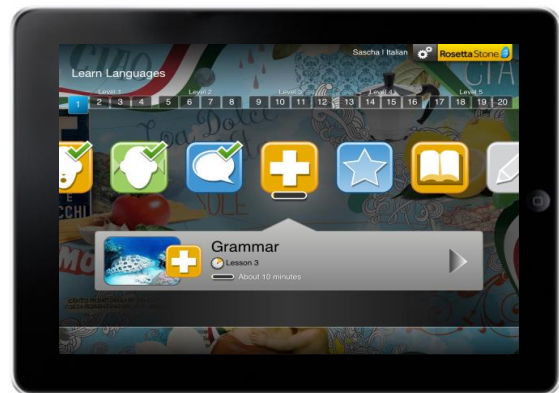 Sascha | Italian
RosettaStone
Learn Languages
Level 1 Level 2 Level 3 Level 4 Level 5
1 2 3 4 5 6 7 8 9 10 11 12 13 14 15 16 17 18 19 20
Grammar
Lesson 3
About 10 minutes